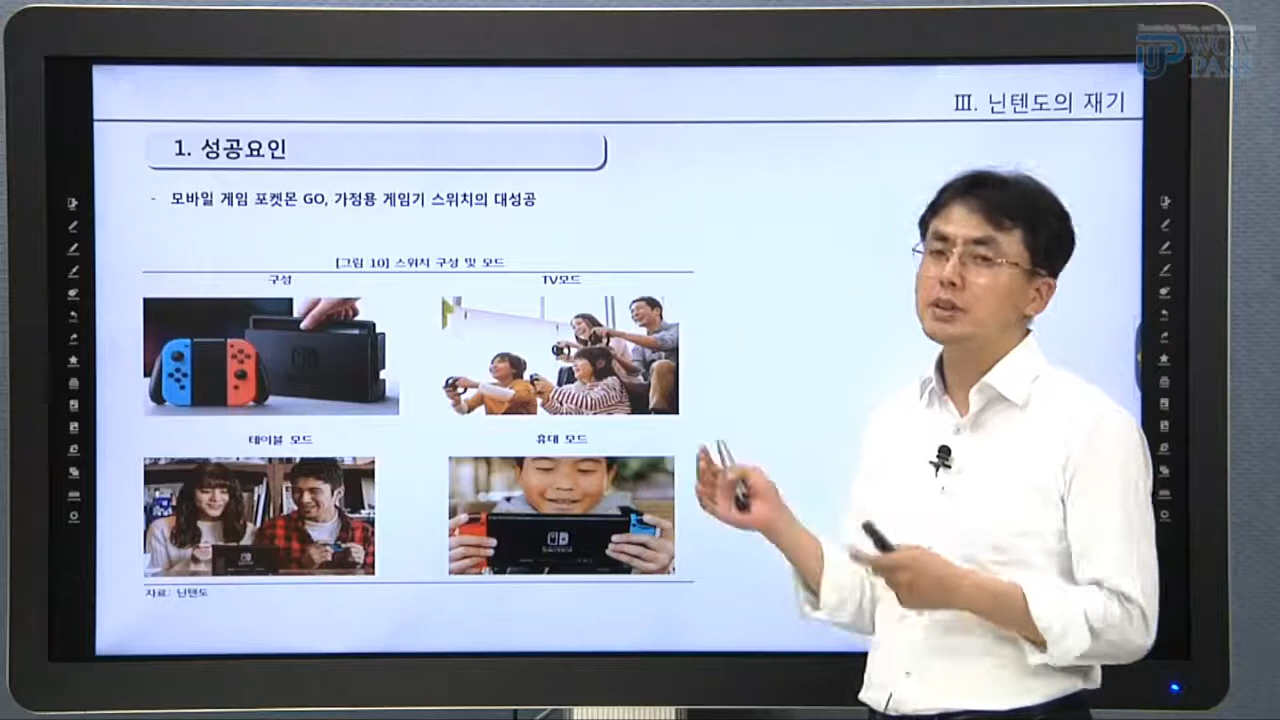 WOW
PASS
Ⅲ. 닌텐도의 재기
1. 성공요인
- 모바일 게임 포켓몬 GO, 가정용 게임기 스위치의 대성공
[그림 10] 스위치 구성 및 모드
구성
TV모드
테이블 모드
휴대 모드
자료: 닌텐도